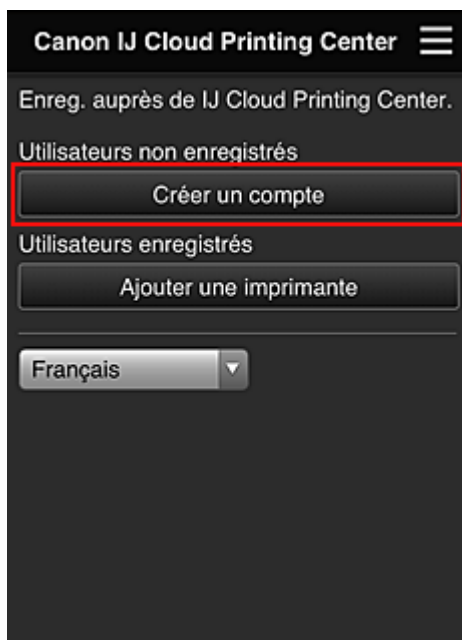 Canon IJ Cloud Printing Center
Enreg. auprès de IJ Cloud Printing Center.
Utilisateurs non enregistrés
Créer un compte
Utilisateurs enregistrés
Ajouter une imprimante
Français